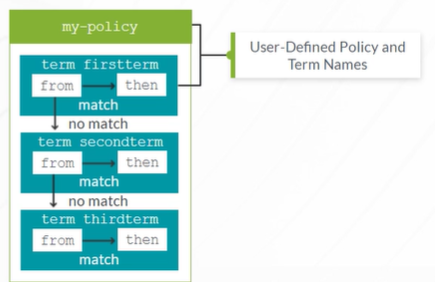 my-policy
User-Defined Policy and
Term Names
term firstterm
from then
match
no match
term secondterm
from then
match
no match
term thirdterm
from then
match